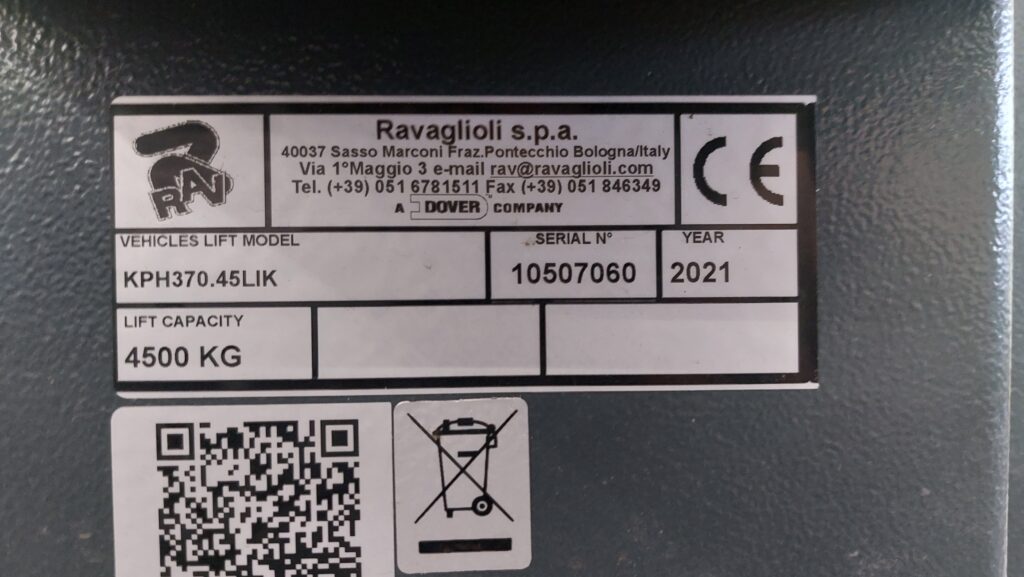 RAV
Ravaglioli s.p.a.
40037 Sasso Marconi Fraz.Pontecchio Bologna/Italy
Via 1°Maggio 3 e-mail rav@ravaglioli.com
Tel. (+39) 051 6781511 Fax (+39) 051 846349
A DOVER COMPANY
CE
VEHICLES LIFT MODEL
KPH370.45LIK
SERIAL N°
10507060
YEAR
2021
LIFT CAPACITY
4500 KG